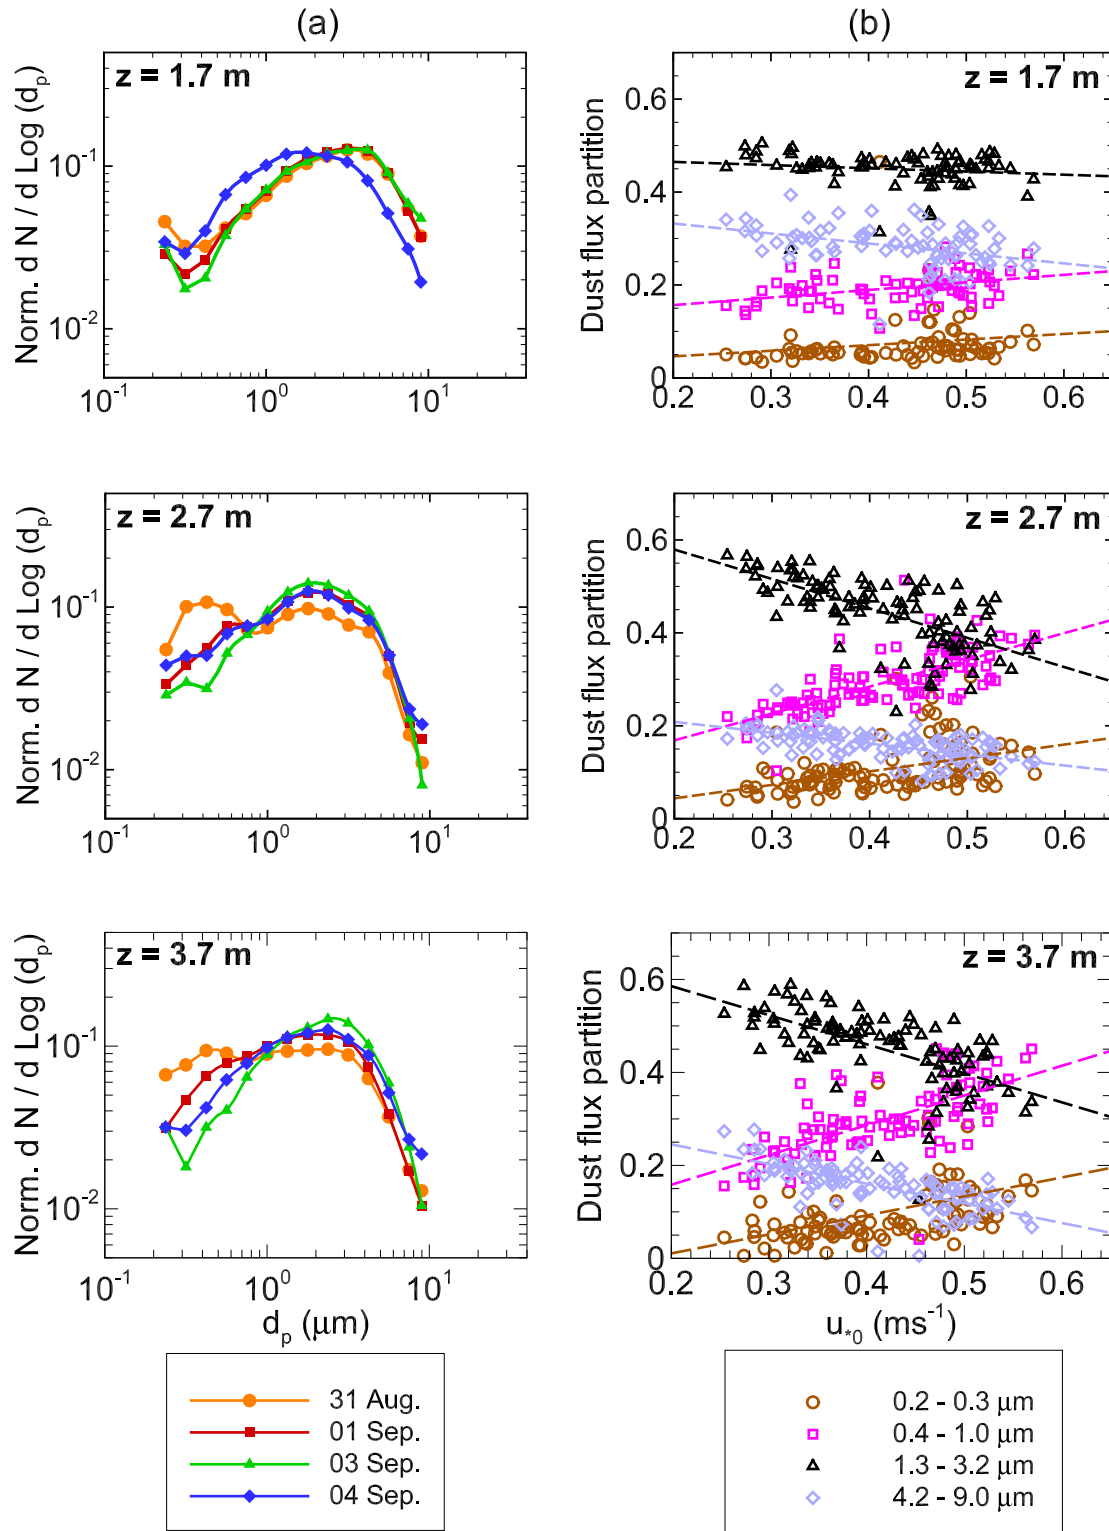 (a)
(b)
z = 1.7 m
Norm. d N / d Log (dp)
10-1
10-2
10-1
100
101
z = 1.7 m
Dust flux partition
0.6
0.4
0.2
0
0.2
0.3
0.4
0.5
0.6
z = 2.7 m
Norm. d N / d Log (dp)
10-1
10-2
10-1
100
101
z = 2.7 m
Dust flux partition
0.6
0.4
0.2
0
0.2
0.3
0.4
0.5
0.6
z = 3.7 m
Norm. d N / d Log (dp)
10-1
10-2
10-1
100
101
dp (μm)
z = 3.7 m
Dust flux partition
0.6
0.4
0.2
0
0.2
0.3
0.4
0.5
0.6
u*0 (ms-1)
31 Aug.
01 Sep.
03 Sep.
04 Sep.
0.2 - 0.3 μm
0.4 - 1.0 μm
1.3 - 3.2 μm
4.2 - 9.0 μm